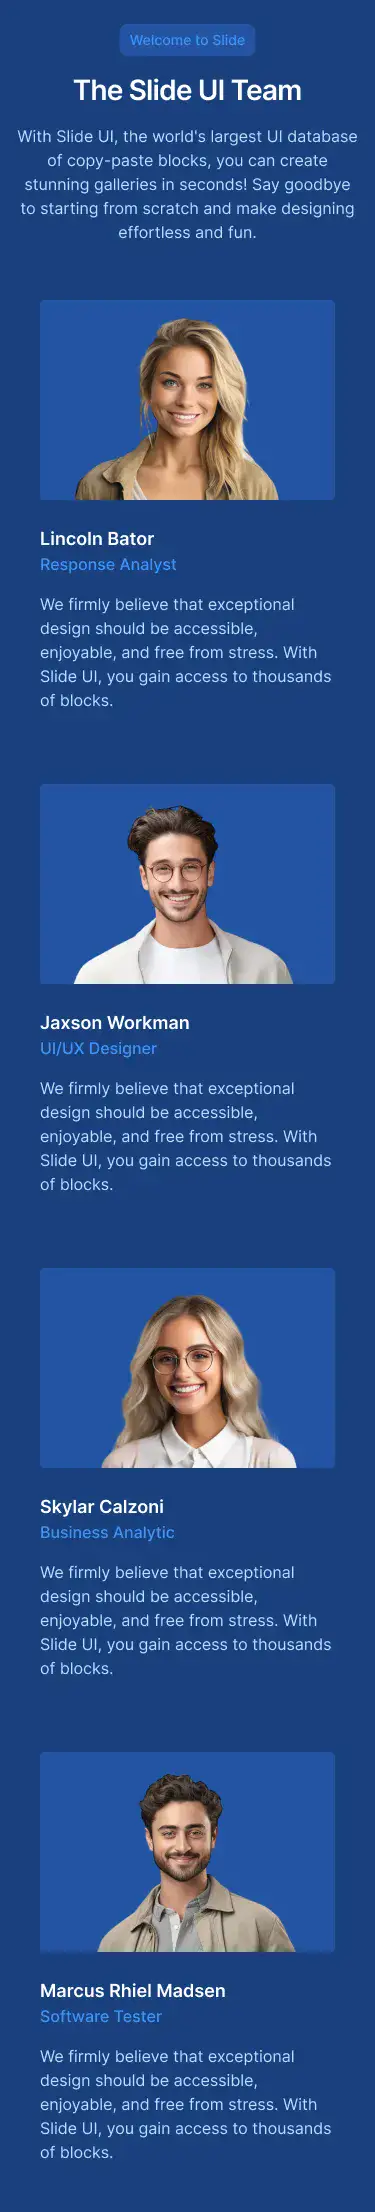 Welcome to Slide
The Slide UI Team
With Slide UI, the world's largest UI database
of copy-paste blocks, you can create
stunning galleries in seconds! Say goodbye
to starting from scratch and make designing
effortless and fun.
Lincoln Bator
Response Analyst
We firmly believe that exceptional
design should be accessible,
enjoyable, and free from stress. With
Slide UI, you gain access to thousands
of blocks.
Jaxson Workman
UI/UX Designer
We firmly believe that exceptional
design should be accessible,
enjoyable, and free from stress. With
Slide UI, you gain access to thousands
of blocks.
Skylar Calzoni
Business Analytic
We firmly believe that exceptional
design should be accessible,
enjoyable, and free from stress. With
Slide UI, you gain access to thousands
of blocks.
Marcus Rhiel Madsen
Software Tester
We firmly believe that exceptional
design should be accessible,
enjoyable, and free from stress. With
Slide UI, you gain access to thousands
of blocks.